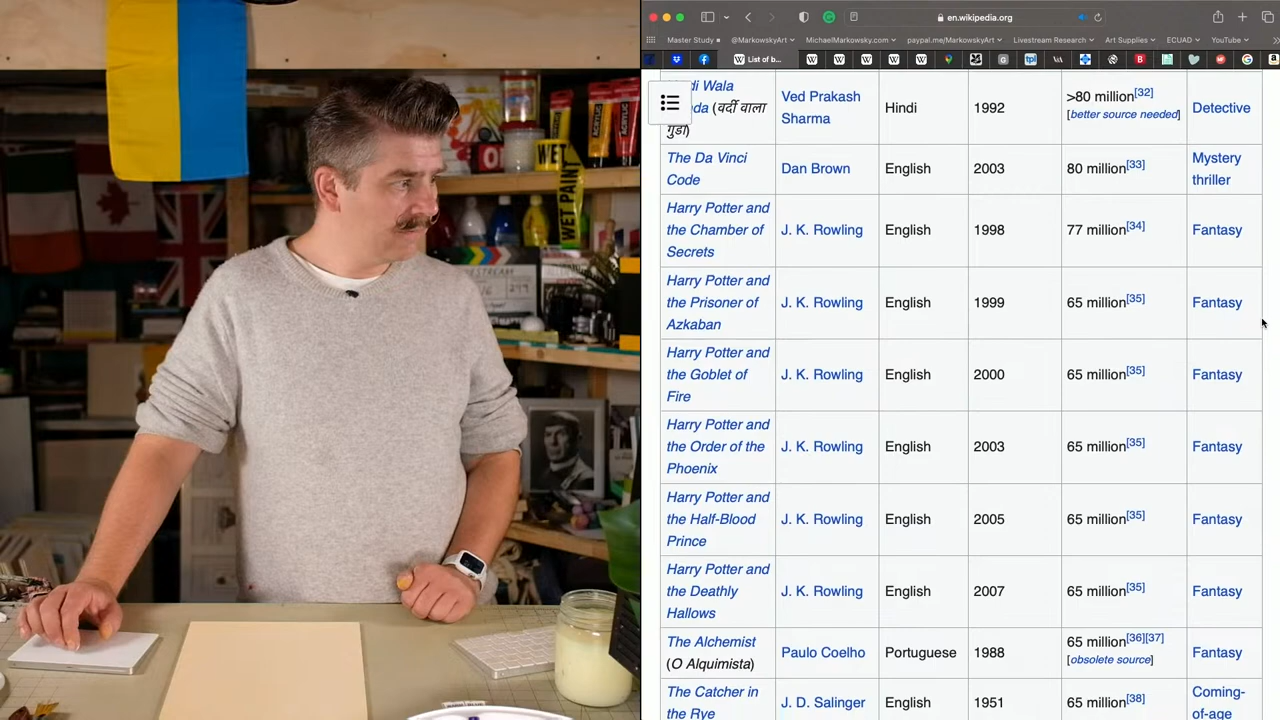 WET
WET PAINT
ACRYLIC
ACRYLIC
en.wikipedia.org
Master Study
@MarkowskyArt
MichaelMarkowsky.com
paypal.me/MarkowskyArt
Livestream Research
Art Supplies
ECUAD
YouTube
List of b...
di Wala
da (वर्दी वाला
गुंडा)
Ved Prakash
Sharma
Hindi
1992
>80 million[32]
[better source needed]
Detective
The Da Vinci
Code
Dan Brown
English
2003
80 million[33]
Mystery
thriller
Harry Potter and
the Chamber of
Secrets
J. K. Rowling
English
1998
77 million[34]
Fantasy
Harry Potter and
the Prisoner of
Azkaban
J. K. Rowling
English
1999
65 million[35]
Fantasy
Harry Potter and
the Goblet of
Fire
J. K. Rowling
English
2000
65 million[35]
Fantasy
Harry Potter and
the Order of the
Phoenix
J. K. Rowling
English
2003
65 million[35]
Fantasy
Harry Potter and
the Half-Blood
Prince
J. K. Rowling
English
2005
65 million[35]
Fantasy
Harry Potter and
the Deathly
Hallows
J. K. Rowling
English
2007
65 million[35]
Fantasy
The Alchemist
(O Alquimista)
Paulo Coelho
Portuguese
1988
65 million[36][37]
[obsolete source]
Fantasy
The Catcher in
the Rye
J. D. Salinger
English
1951
65 million[38]
Coming-
of-age